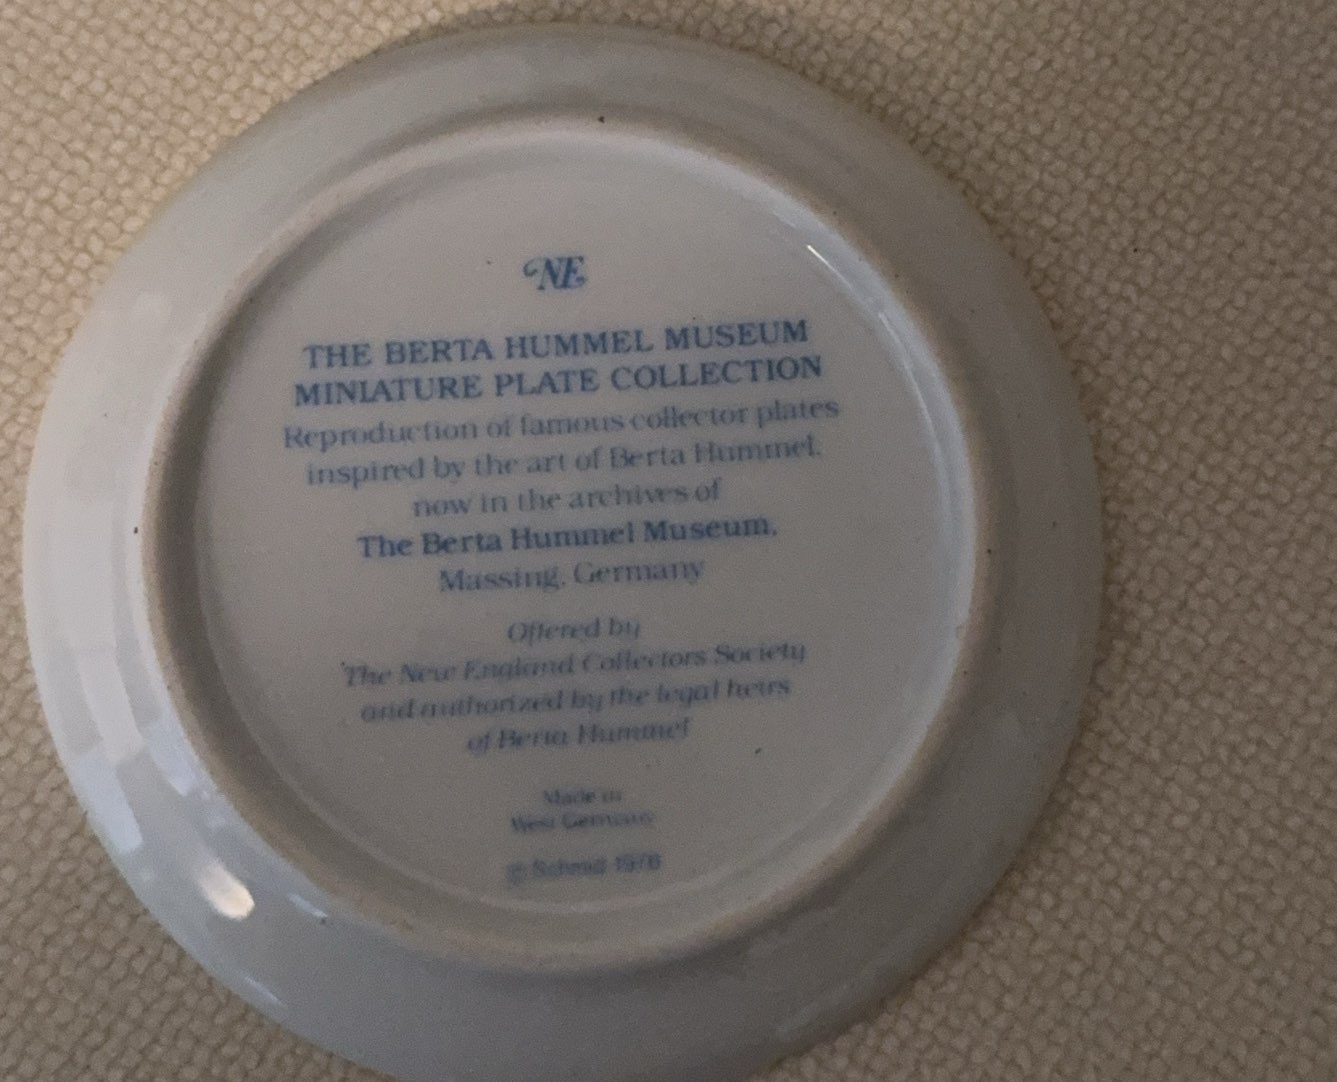 NE
THE BERTA HUMMEL MUSEUM
MINIATURE PLATE COLLECTION
Reproduction of famous collector plates
inspired by the art of Berta Hummel,
now in the archives of
The Berta Hummel Museum,
Massing, Germany
Offered by
The New England Collectors Society
and authorized by the legal heirs
of Berta Hummel
Made in
West Germany
© Schmid